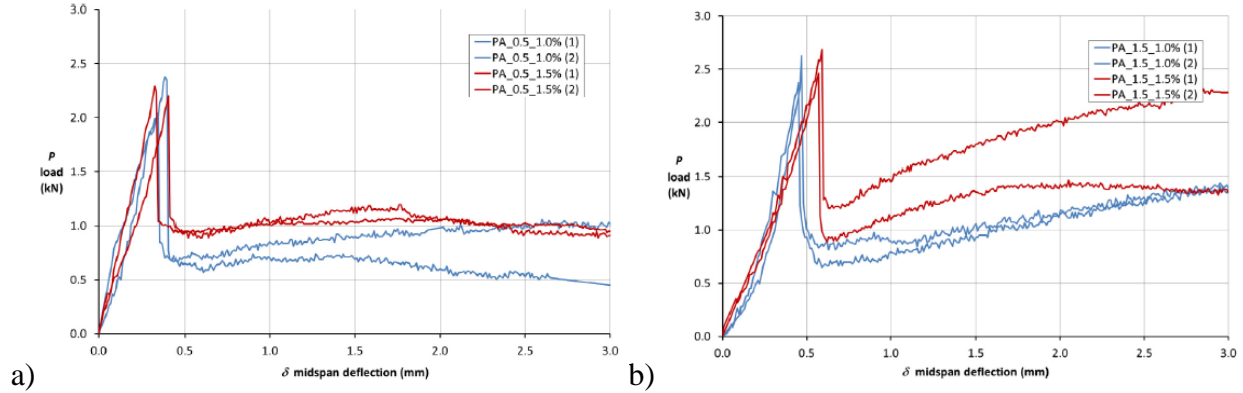 3.0
2.5
2.0
1.5
1.0
0.5
0.0
P
load
(kN)
PA_0.5_1.0% (1)
PA_0.5_1.0% (2)
PA_0.5_1.5% (1)
PA_0.5_1.5% (2)
0.0 0.5 1.0 1.5 2.0 2.5 3.0
δ midspan deflection (mm)
a)
3.0
2.5
2.0
1.5
1.0
0.5
0.0
P
load
(kN)
PA_1.5_1.0% (1)
PA_1.5_1.0% (2)
PA_1.5_1.5% (1)
PA_1.5_1.5% (2)
0.0 0.5 1.0 1.5 2.0 2.5 3.0
δ midspan deflection (mm)
b)